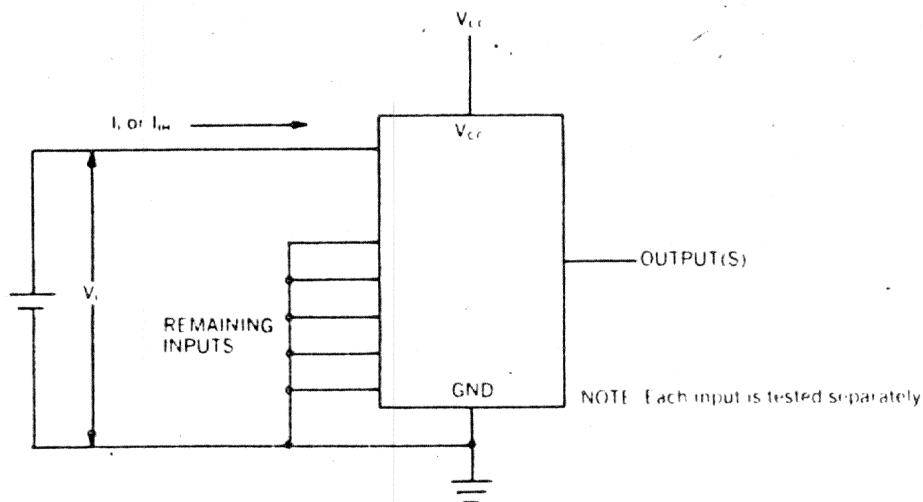 Vcc
I, or IIH
Vcc
V,
OUTPUT(S)
REMAINING
INPUTS
GND
NOTE Each input is tested separately